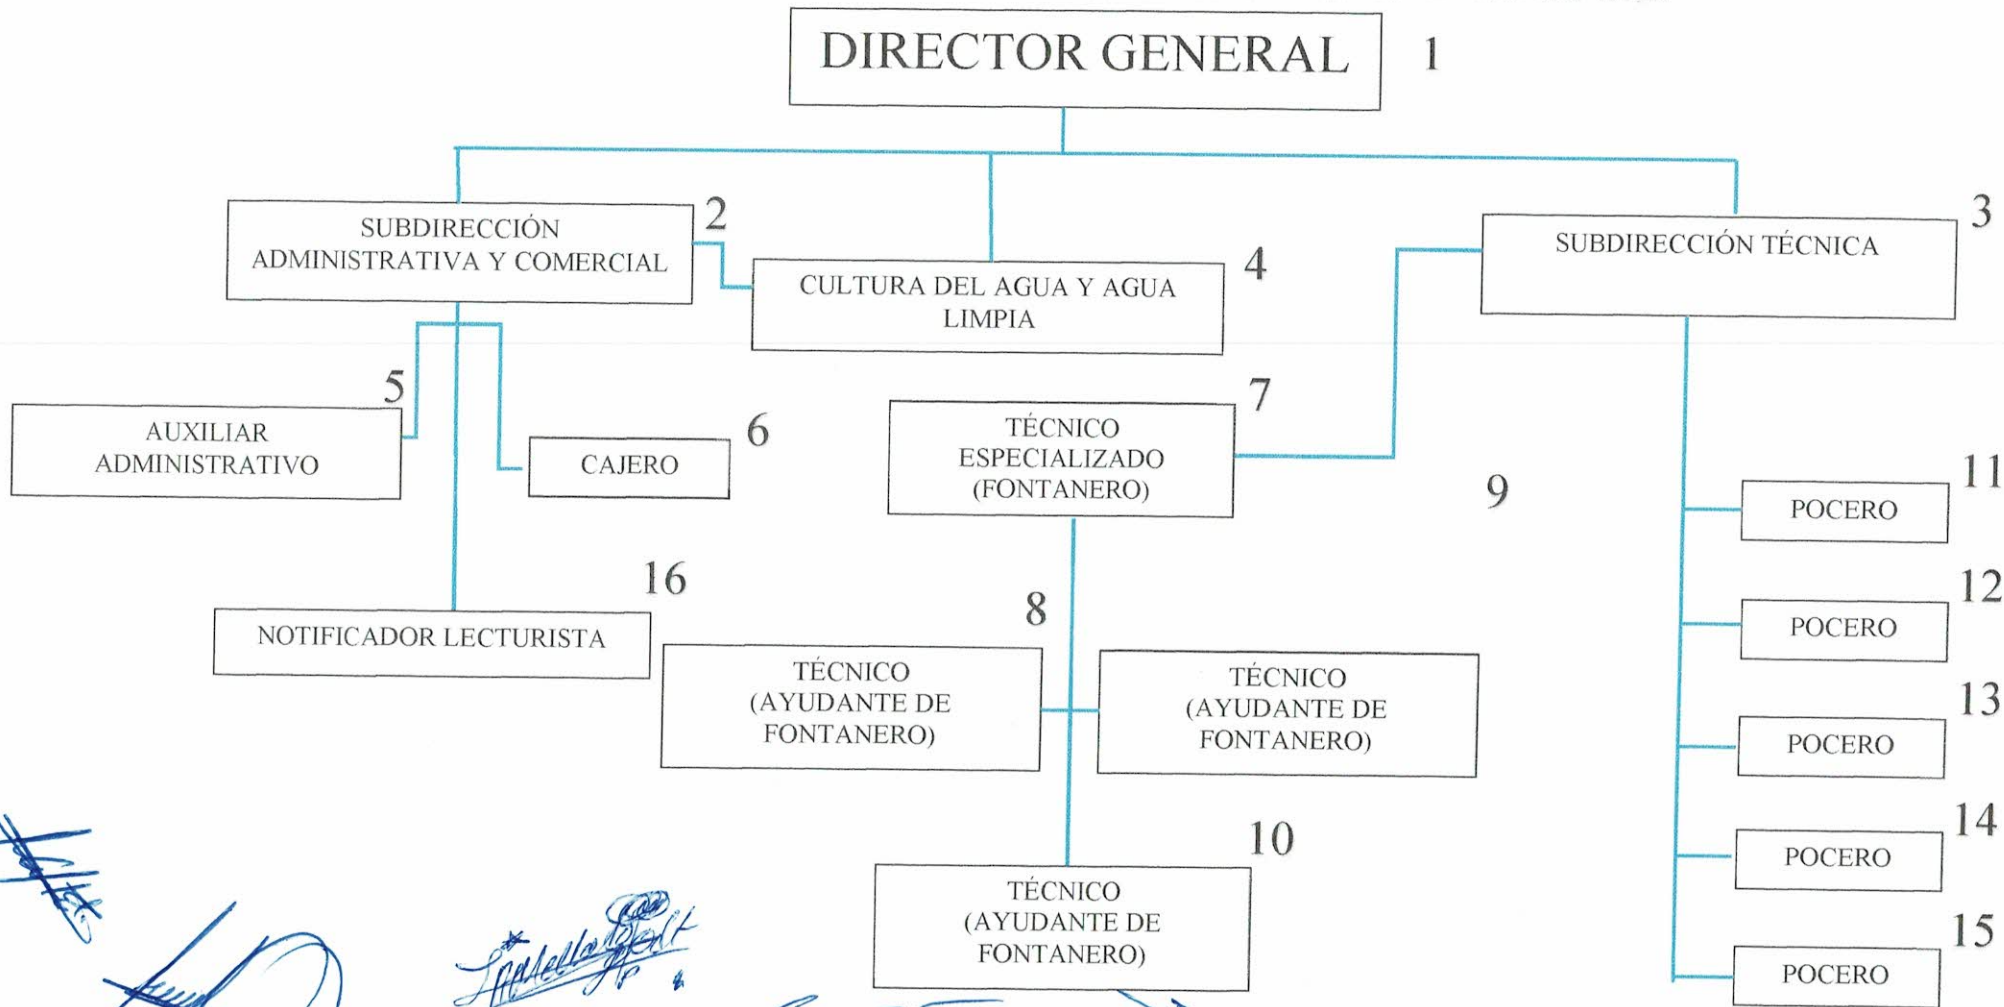 DIRECTOR GENERAL
1
SUBDIRECCIÓN
ADMINISTRATIVA Y COMERCIAL
2
SUBDIRECCIÓN TÉCNICA
3
CULTURA DEL AGUA Y AGUA
LIMPIA
4
AUXILIAR
ADMINISTRATIVO
5
CAJERO
6
TÉCNICO
ESPECIALIZADO
(FONTANERO)
7
NOTIFICADOR LECTURISTA
16
TÉCNICO
(AYUDANTE DE
FONTANERO)
8
TÉCNICO
(AYUDANTE DE
FONTANERO)
9
TÉCNICO
(AYUDANTE DE
FONTANERO)
10
POCERO
11
POCERO
12
POCERO
13
POCERO
14
POCERO
15